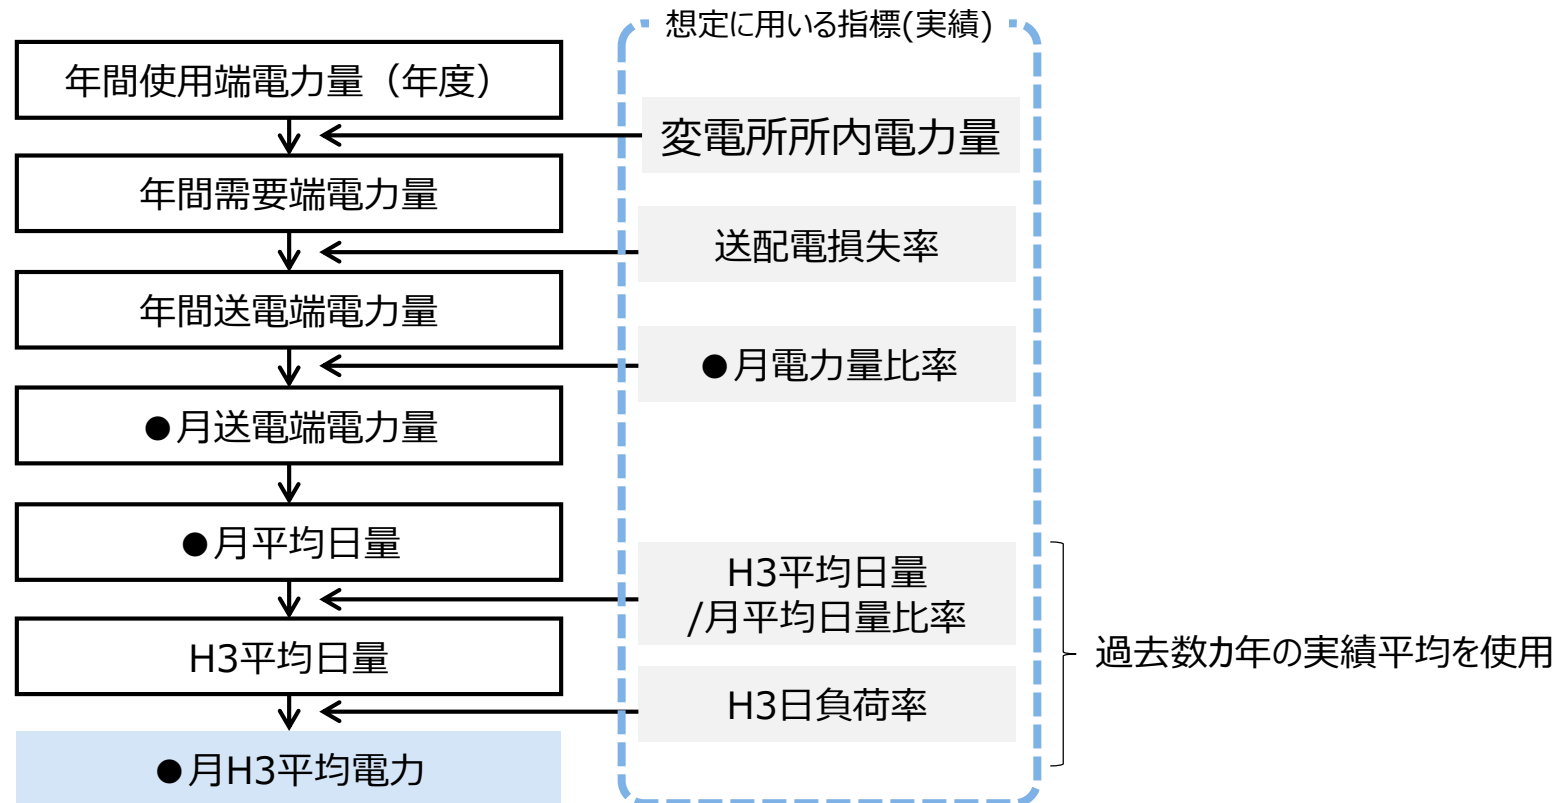 想定に用いる指標(実績)
年間使用端電力量（年度）
変電所所内電力量
年間需要端電力量
送配電損失率
年間送電端電力量
●月電力量比率
●月送電端電力量
●月平均日量
H3平均日量
/月平均日量比率
H3平均日量
過去数カ年の実績平均を使用
H3日負荷率
●月H3平均電力